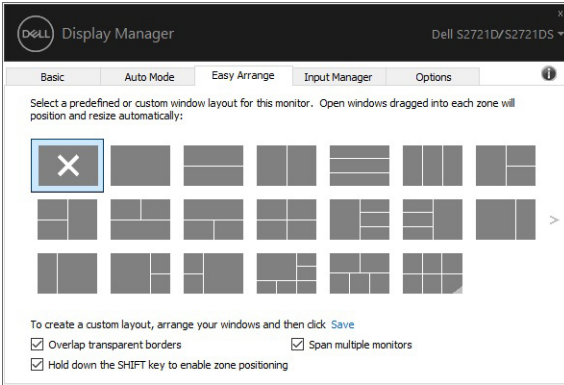 x
DELL Display Manager
Dell S2721D/S2721DS
Basic Auto Mode Easy Arrange Input Manager Options
Select a predefined or custom window layout for this monitor. Open windows dragged into each zone will
position and resize automatically:
>
To create a custom layout, arrange your windows and then click Save
Overlap transparent borders Span multiple monitors
Hold down the SHIFT key to enable zone positioning